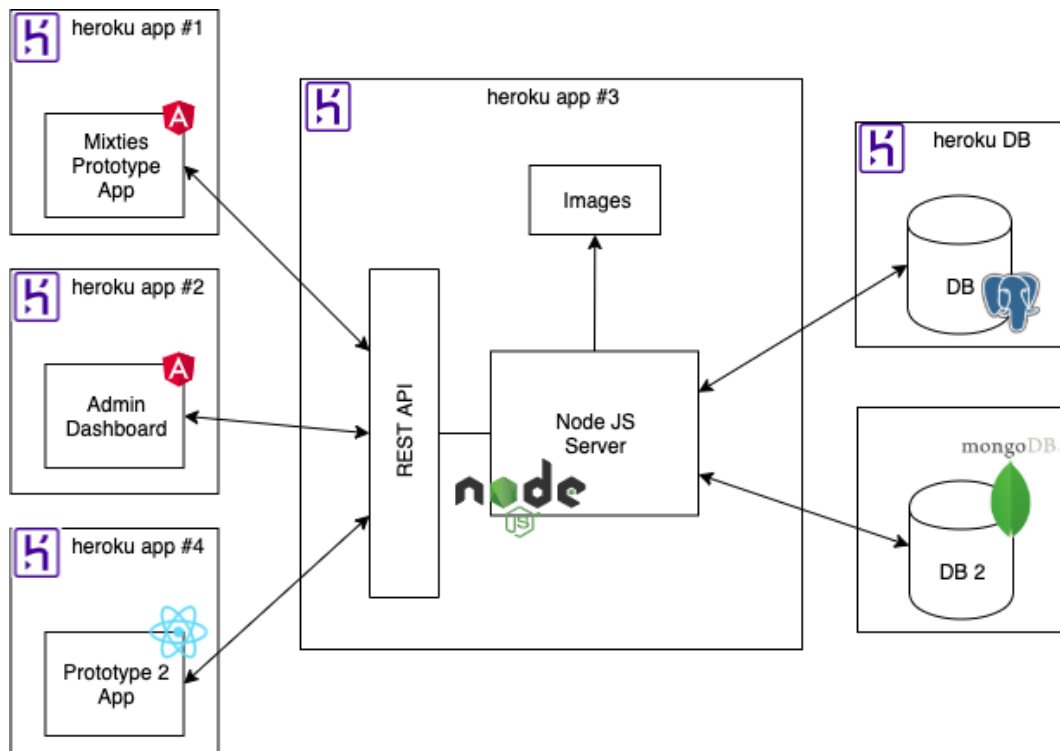 heroku app #1
Mixties
Prototype
App
heroku app #2
Admin
Dashboard
heroku app #4
Prototype 2
App
heroku app #3
Images
REST API
Node JS
Server
node
JS
heroku DB
DB
mongoDB
DB 2